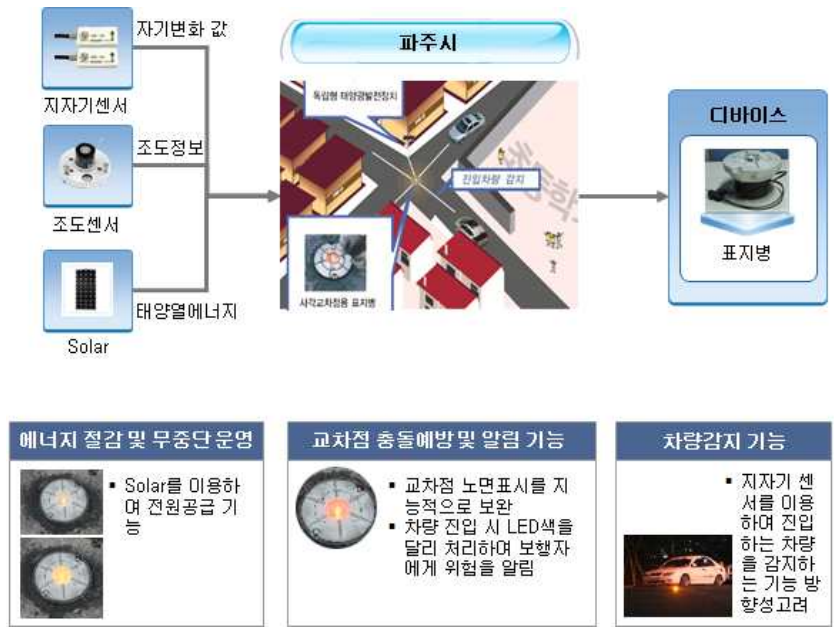 자기변화 값
지자기센서
조도정보
조도센서
태양열에너지
Solar
파주시
독립형 태양광발전장치
진입차량 감지
초등학
사각교차점용 표지병
디바이스
표지병
에너지 절감 및 무중단 운영
▪ Solar를 이용하
여 전원공급 기
능
교차점 충돌예방 및 알림 기능
▪ 교차점 노면표시를 지
능적으로 보완
▪ 차량 진입 시 LED색을
달리 처리하며 보행자
에게 위험을 알림
차량감지 기능
▪ 지자기 센
서를 이용
하여 진입
하는 차량
을 감지하
는 기능 방
향성고려